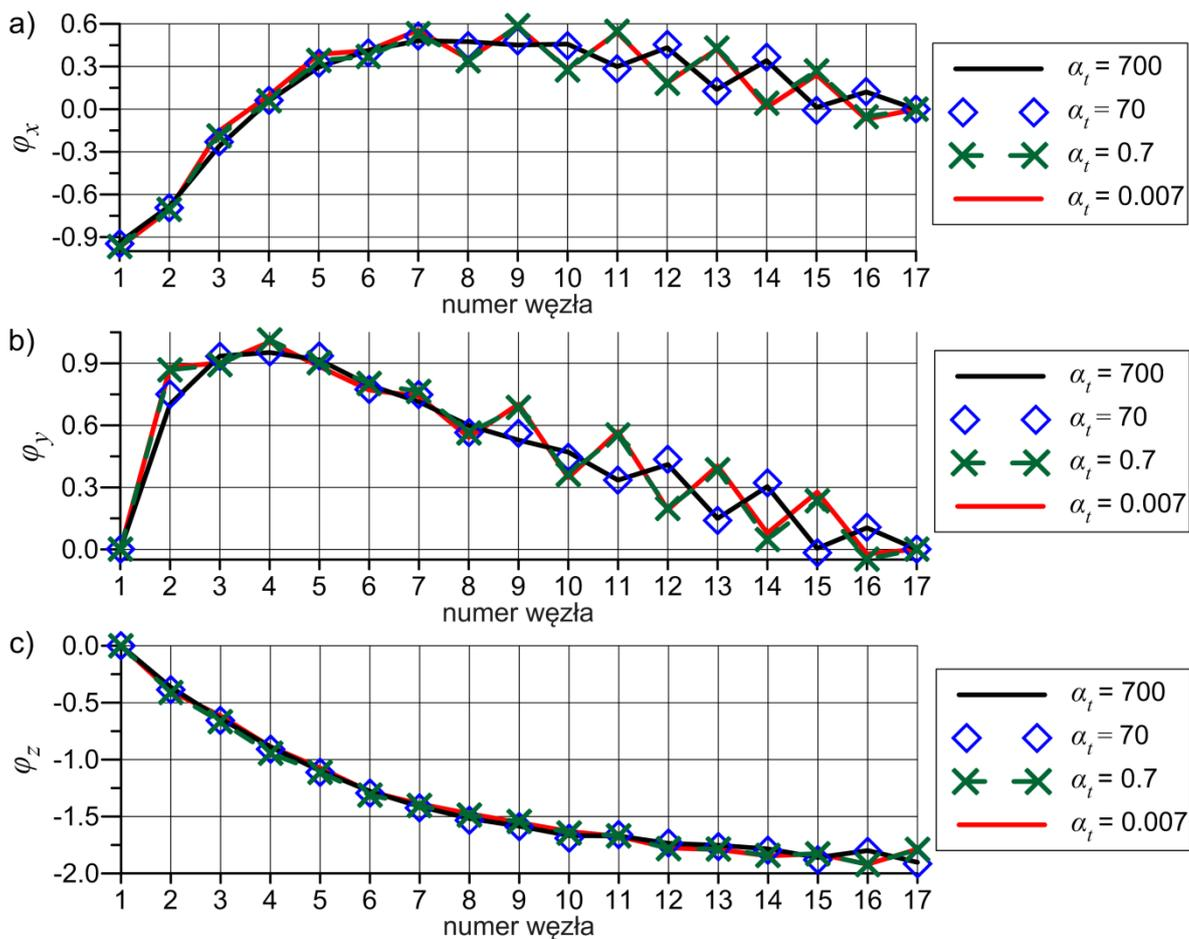 a)
0.6
0.3
0.0
-0.3
-0.6
-0.9
φx
1 2 3 4 5 6 7 8 9 10 11 12 13 14 15 16 17
numer węzła
αt = 700
αt = 70
αt = 0.7
αt = 0.007
b)
0.9
0.6
0.3
0.0
φy
1 2 3 4 5 6 7 8 9 10 11 12 13 14 15 16 17
numer węzła
αt = 700
αt = 70
αt = 0.7
αt = 0.007
c)
0.0
-0.5
-1.0
-1.5
-2.0
φz
1 2 3 4 5 6 7 8 9 10 11 12 13 14 15 16 17
numer węzła
αt = 700
αt = 70
αt = 0.7
αt = 0.007